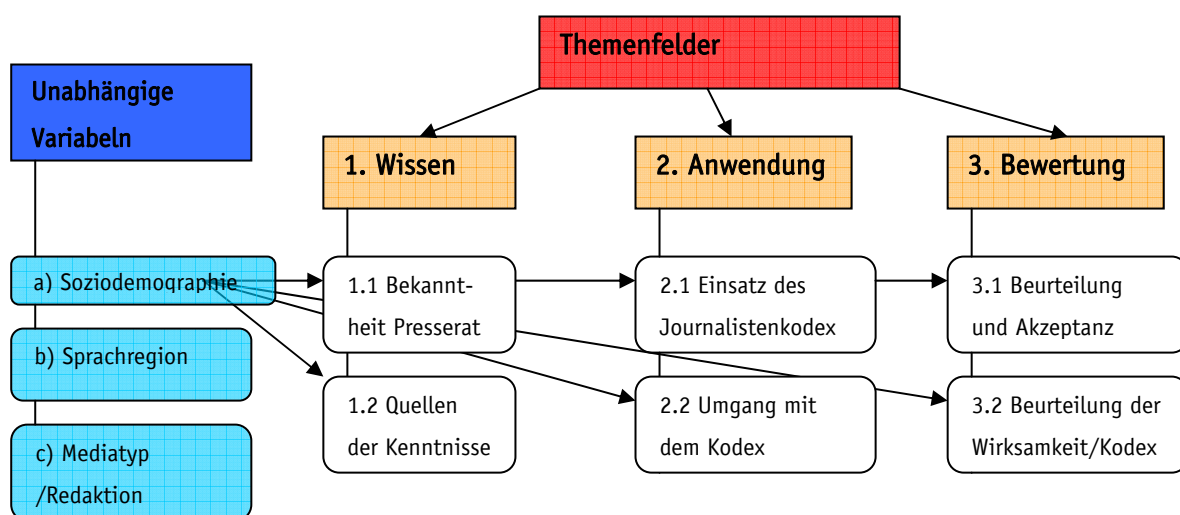 Themenfelder
Unabhängige
Variabeln
1. Wissen
2. Anwendung
3. Bewertung
a) Soziodemographie
1.1 Bekannt-
heit Presserat
2.1 Einsatz des
Journalistenkodex
3.1 Beurteilung
und Akzeptanz
b) Sprachregion
1.2 Quellen
der Kenntnisse
2.2 Umgang mit
dem Kodex
3.2 Beurteilung der
Wirksamkeit/Kodex
c) Mediatyp
/Redaktion